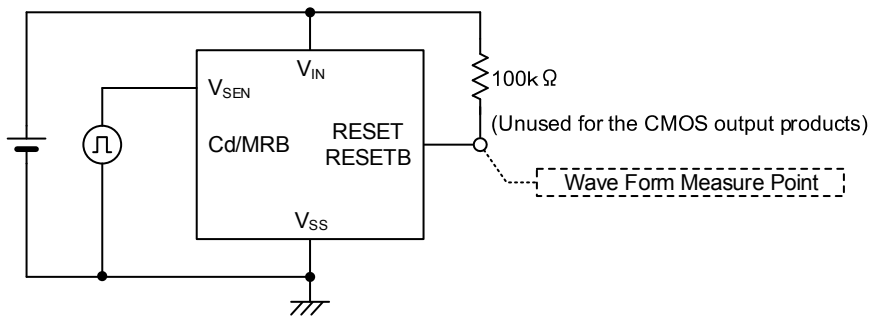 V_IN
V_SEN
100kΩ
(Unused for the CMOS output products)
Cd/MRB
RESET
RESETB
Wave Form Measure Point
V_SS